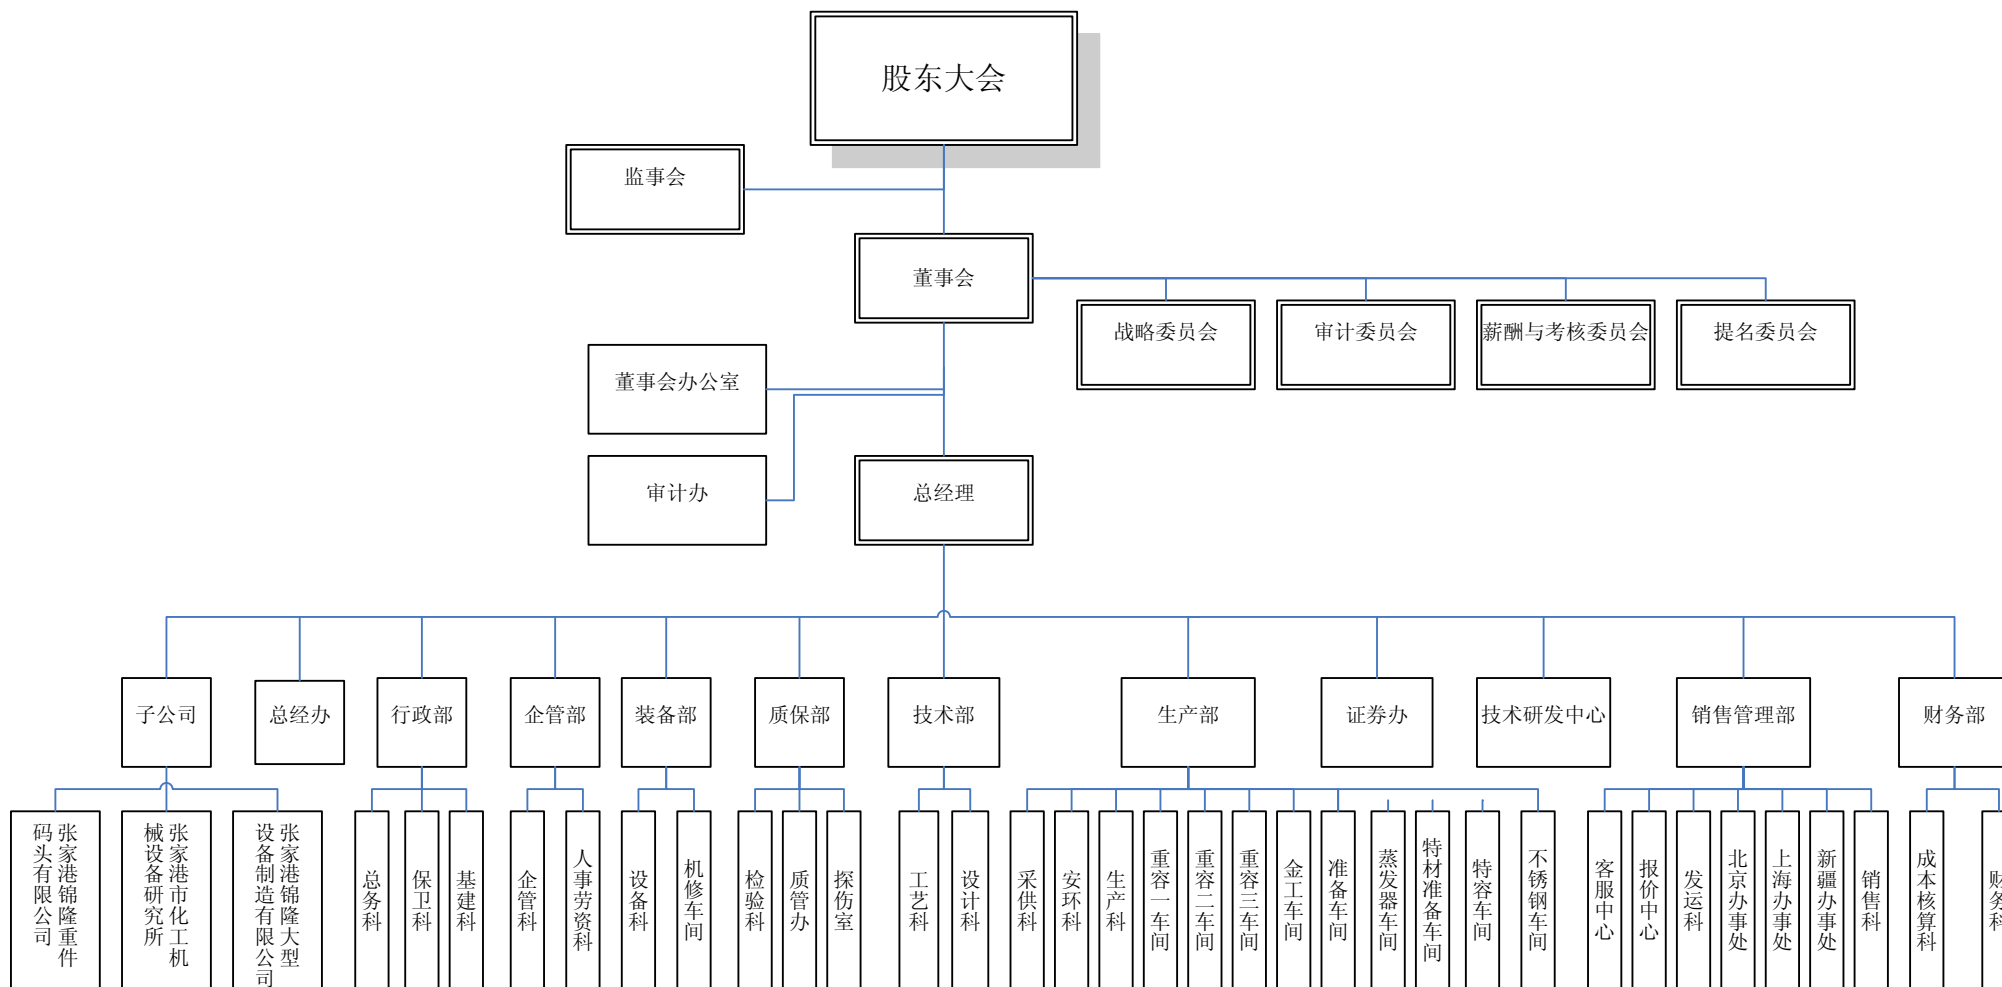 股东大会
监事会
董事会
战略委员会
审计委员会
薪酬与考核委员会
提名委员会
董事会办公室
审计办
总经理
子公司
总经办
行政部
企管部
装备部
质保部
技术部
生产部
证券办
技术研发中心
销售管理部
财务部
张家港锦隆重件
码头有限公司
张家港市化工机
械设备研究所
张家港锦隆大型
设备制造有限公司
总务科
保卫科
基建科
企管科
人事劳资科
设备科
机修车间
检验科
质管办
探伤室
工艺科
设计科
采供科
安环科
生产科
重容一车间
重容二车间
重容三车间
金工车间
准备车间
蒸发器车间
特材准备车间
特容车间
不锈钢车间
客服中心
报价中心
发运科
北京办事处
上海办事处
新疆办事处
销售科
成本核算科
财务科